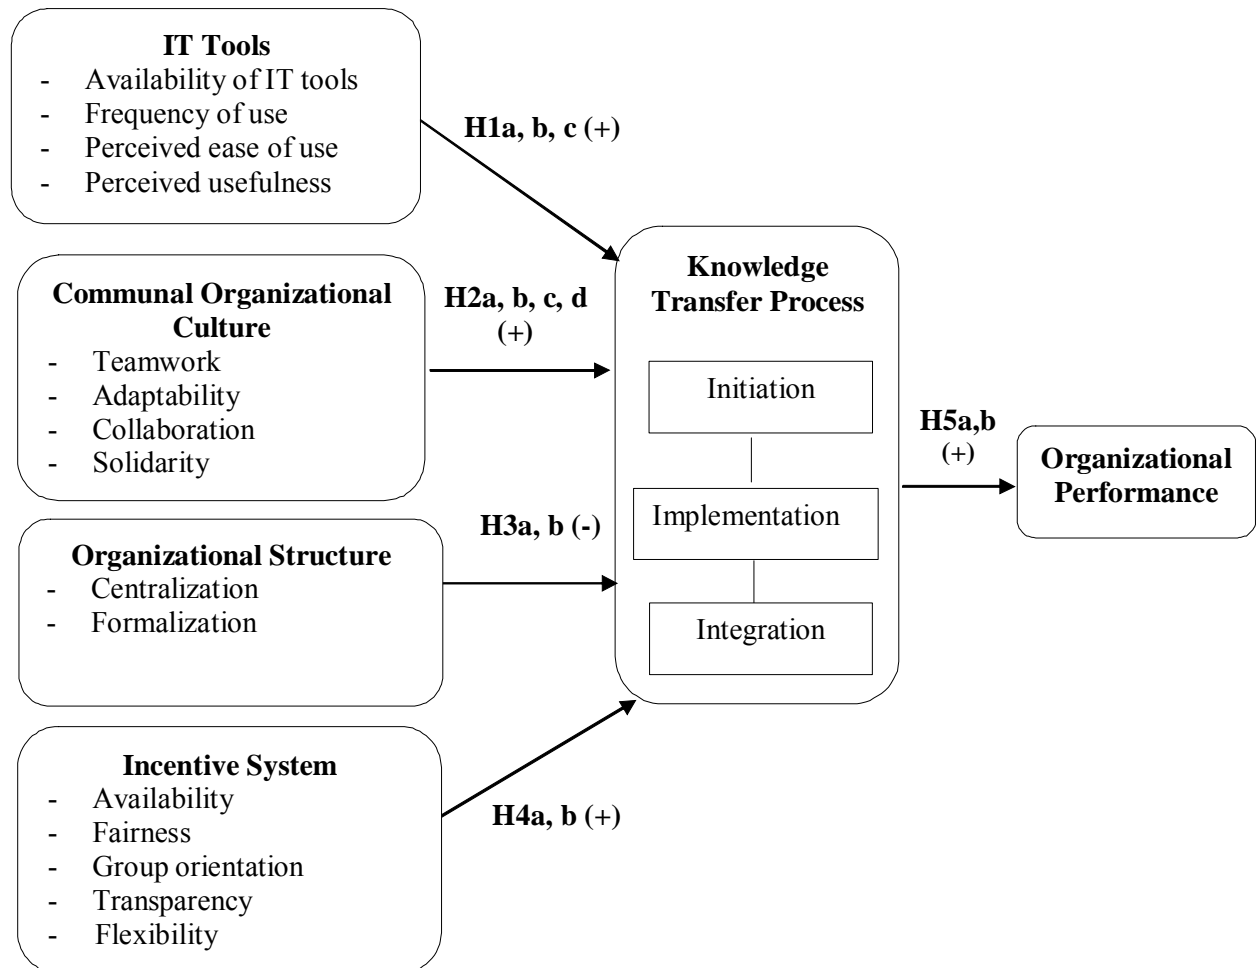 IT Tools
- Availability of IT tools
- Frequency of use
- Perceived ease of use
- Perceived usefulness
H1a, b, c (+)
Communal Organizational
Culture
- Teamwork
- Adaptability
- Collaboration
- Solidarity
H2a, b, c, d
(+)
Organizational Structure
- Centralization
- Formalization
H3a, b (-)
Incentive System
- Availability
- Fairness
- Group orientation
- Transparency
- Flexibility
H4a, b (+)
Knowledge
Transfer Process
Initiation
Implementation
Integration
H5a,b
(+)
Organizational
Performance